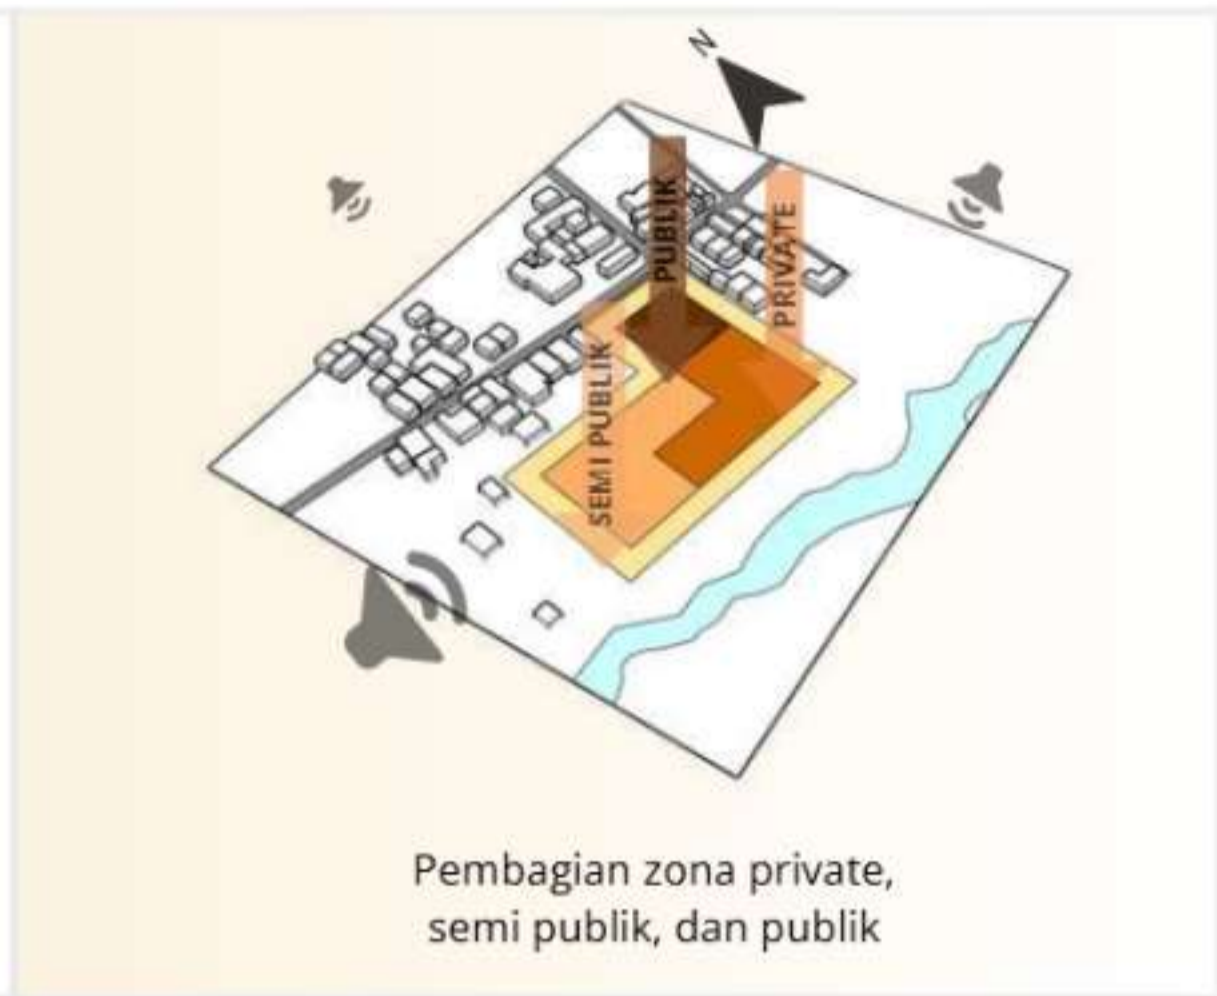 N
PUBLIK
PRIVATE
SEMI PUBLIK
Pembagian zona private,
semi publik, dan publik